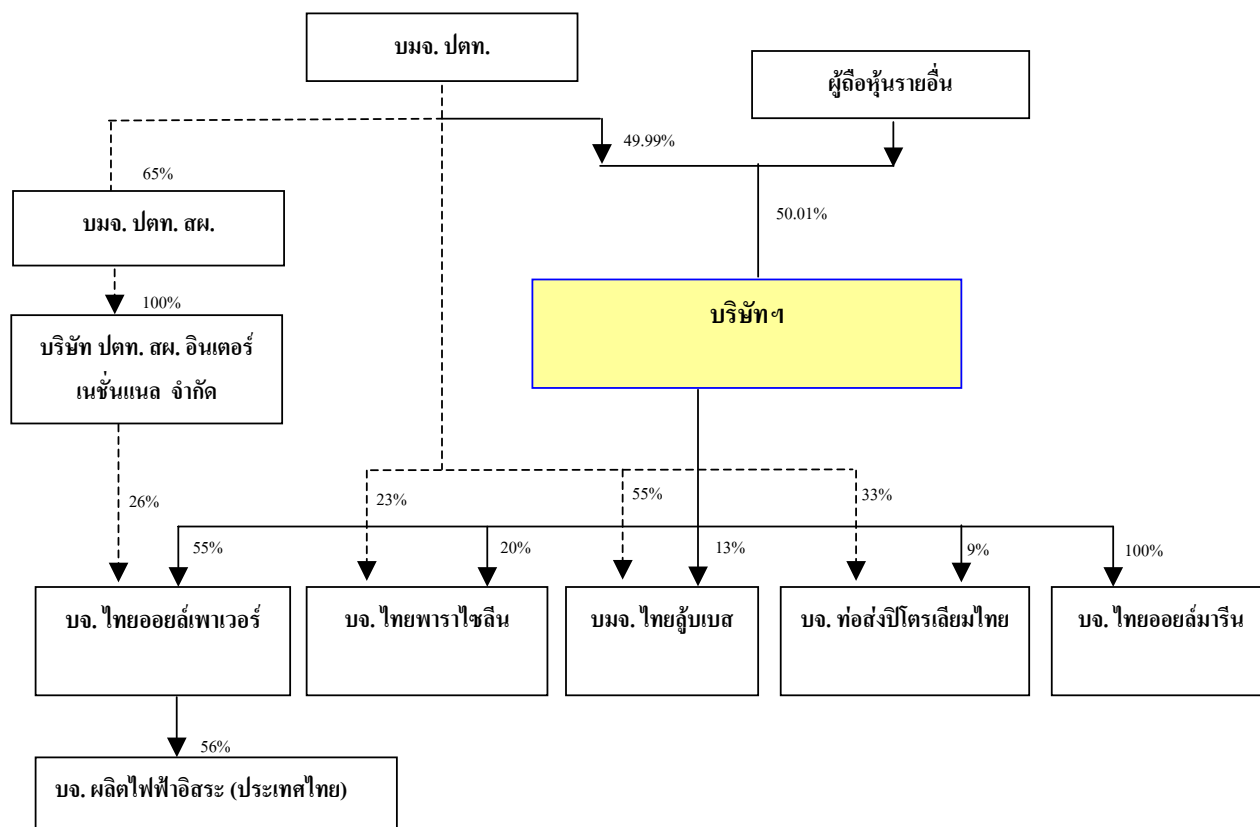 บมจ. ปตท.
ผู้ถือหุ้นรายอื่น
49.99%
65%
บมจ. ปตท. สผ.
50.01%
100%
บริษัทฯ
บริษัท ปตท. สผ. อินเตอร์
เนชั่นแนล จำกัด
26%
23%
55%
33%
55%
20%
13%
9%
100%
บจ. ไทยออยล์เพาเวอร์
บจ. ไทยพาราไซลีน
บมจ. ไทยลู้บเบส
บจ. ท่อส่งปิโตรเลียมไทย
บจ. ไทยออยล์มารีน
56%
บจ. ผลิตไฟฟ้าอิสระ (ประเทศไทย)